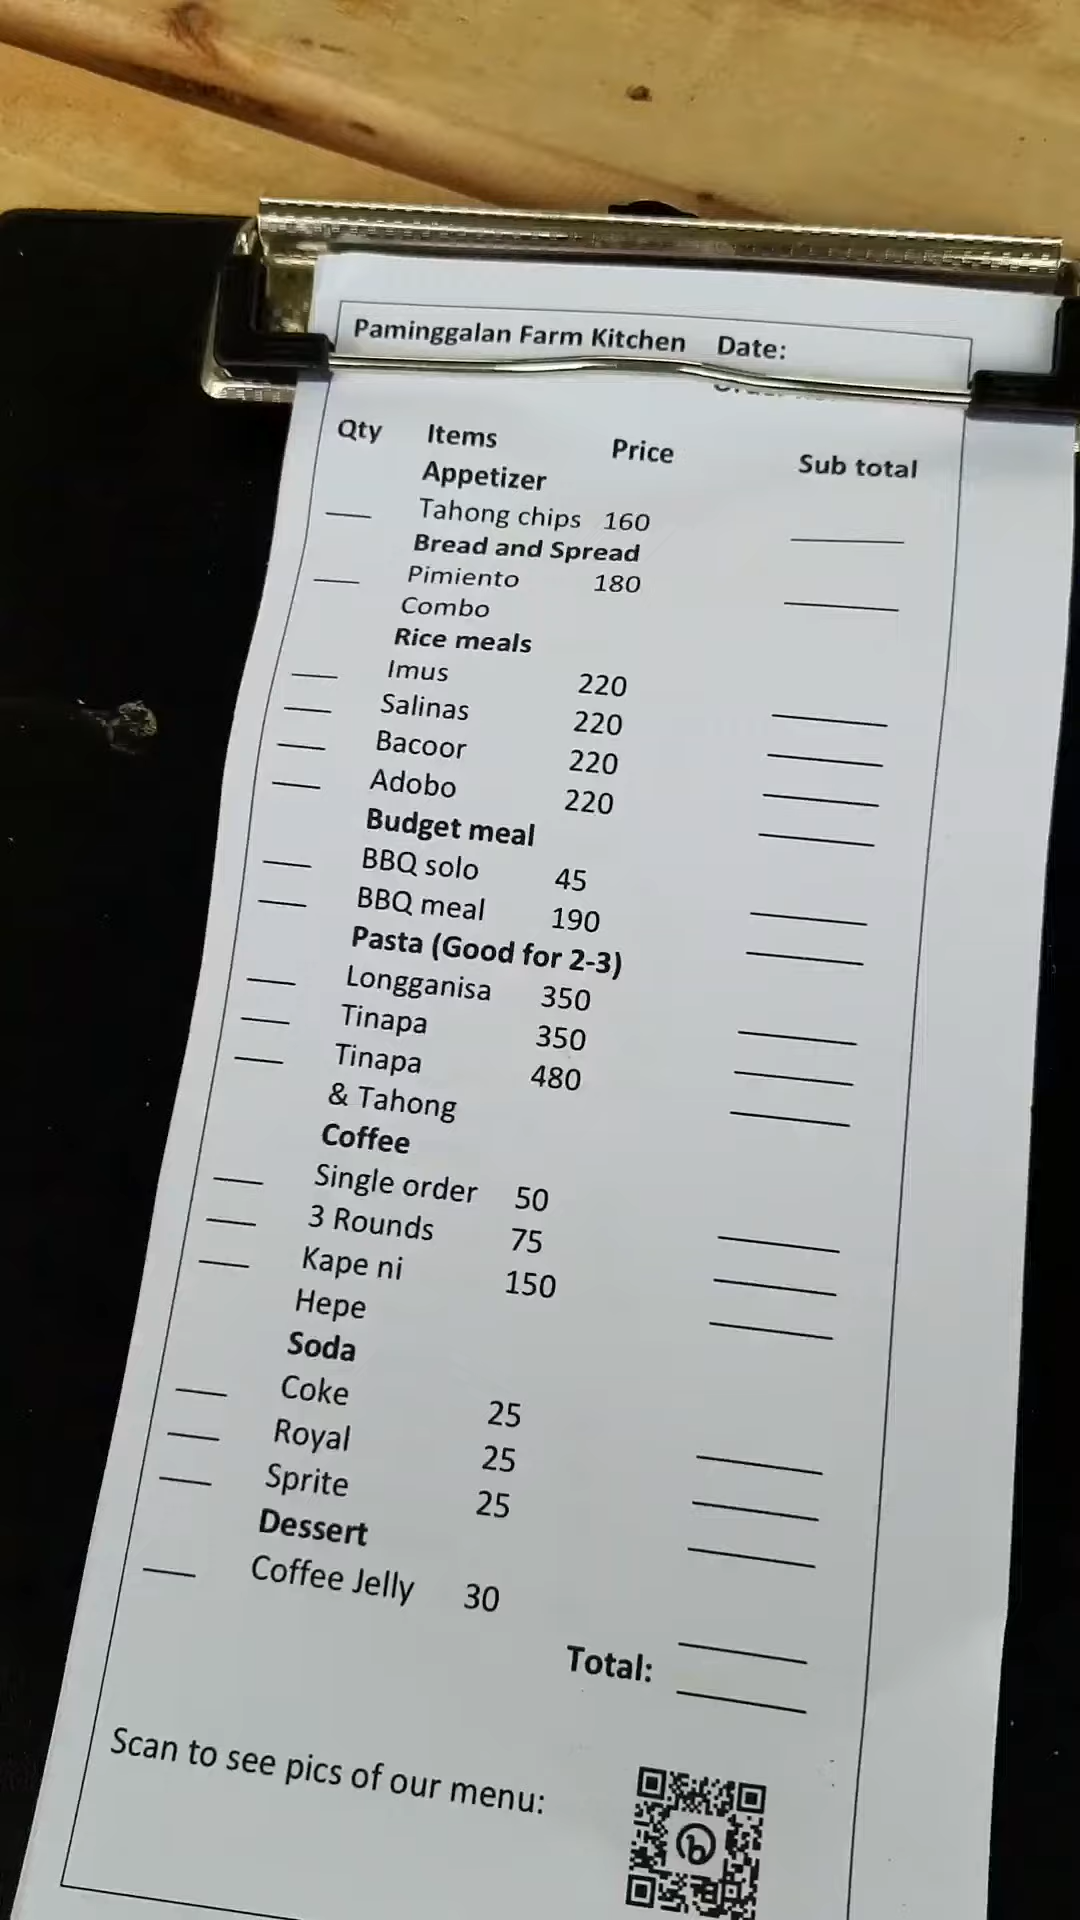 Paminggalan Farm Kitchen Date:
Qty Items Price Sub total
Appetizer
Tahong chips 160
Bread and Spread
Pimiento 180
Combo
Rice meals
Imus 220
Salinas 220
Bacoor 220
Adobo 220
Budget meal
BBQ solo 45
BBQ meal 190
Pasta (Good for 2-3)
Longganisa 350
Tinapa 350
Tinapa 480
& Tahong
Coffee
Single order 50
3 Rounds 75
Kape ni 150
Hepe
Soda
Coke 25
Royal 25
Sprite 25
Dessert
Coffee Jelly 30
Total:
Scan to see pics of our menu: